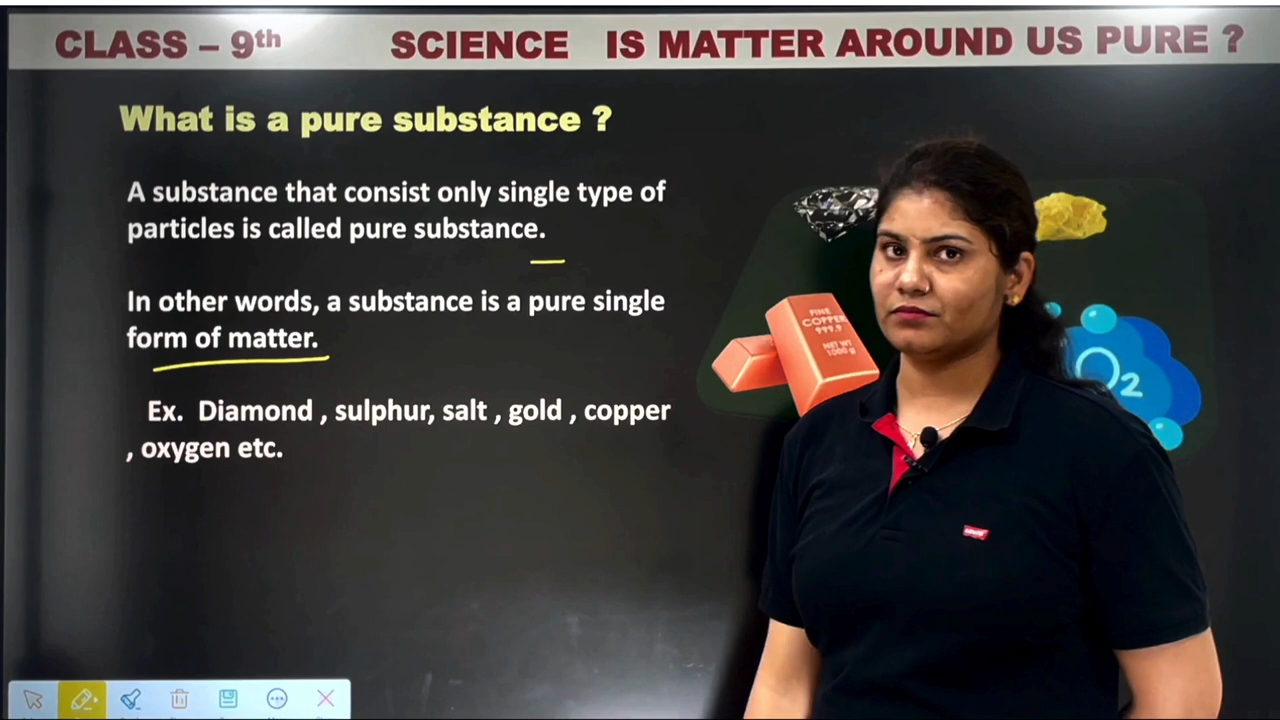 CLASS – 9th SCIENCE IS MATTER AROUND US PURE ?
What is a pure substance ?
A substance that consist only single type of
particles is called pure substance.
In other words, a substance is a pure single
form of matter.
Ex. Diamond , sulphur, salt , gold , copper
, oxygen etc.
FINE
COPPER
999.9
NET WT
1000 g
O2